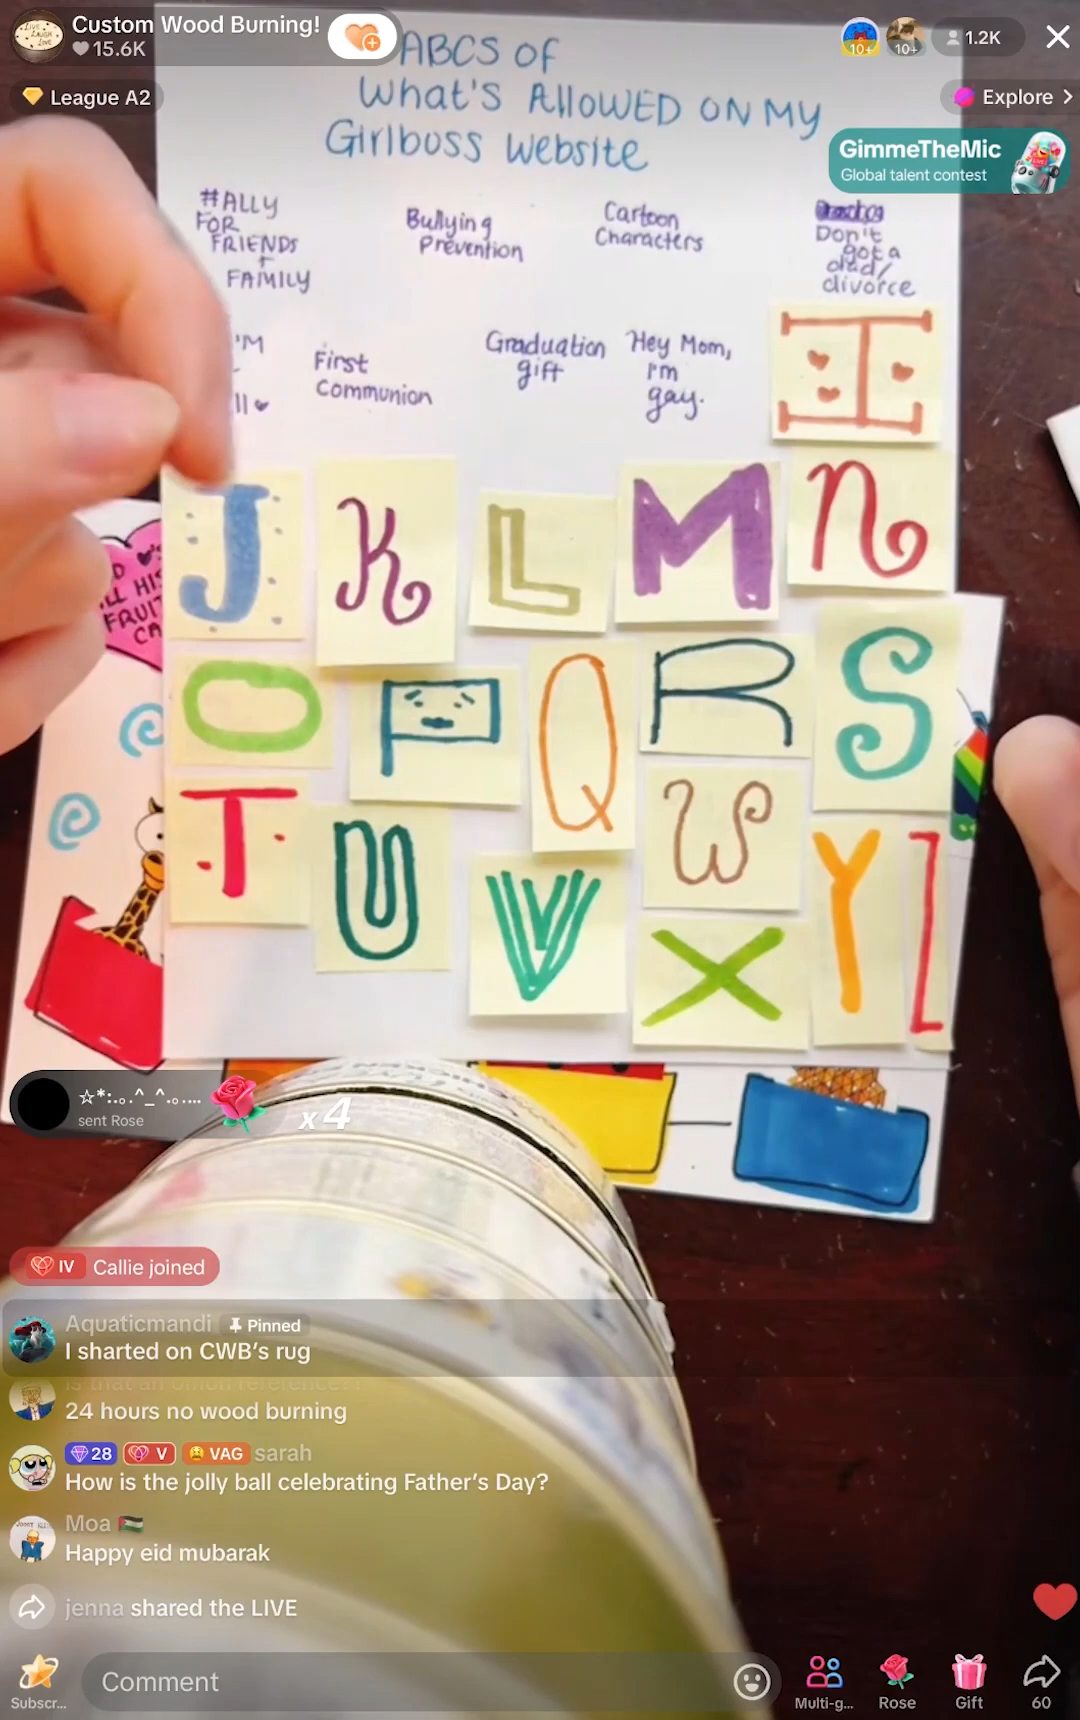 Custom Wood Burning!
15.6K
10+
10+
1.2K
League A2
Explore
GimmeTheMic
Global talent contest
ABCS OF
What's AllOWED ON MY
Girlboss Website
#ALLY
FOR
FRIENDS
+
FAMILY
Bullying
Prevention
Cartoon
Characters
Don't
got a
dad/
divorce
'M
ll
First
Communion
Graduation
gift
Hey Mom,
I'm
gay.
I
J
K
L
M
N
O
P
Q
R
S
T
U
V
W
X
Y
sent Rose
x4
IV Callie joined
Aquaticmandi Pinned
I sharted on CWB's rug
24 hours no wood burning
28 V VAG sarah
How is the jolly ball celebrating Father's Day?
Moa
Happy eid mubarak
jenna shared the LIVE
Subscr...
Comment
Multi-g...
Rose
Gift
60